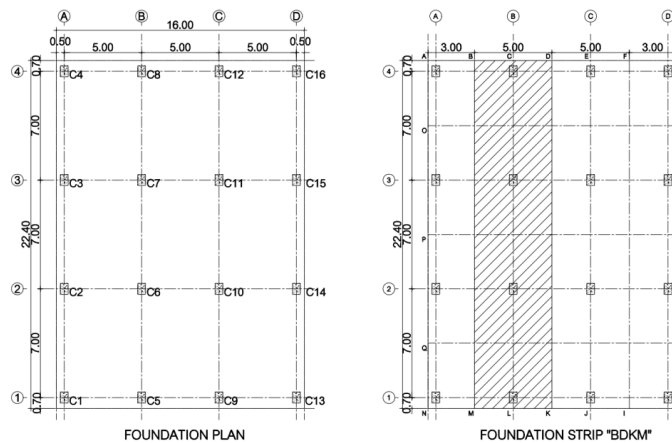 A B C D
16.00
0.50 5.00 5.00 5.00 0.50
4 0.70 C4 C8 C12 C16
7.00
3 C3 C7 C11 C15
22.40
7.00
2 C2 C6 C10 C14
7.00
1 0.70 C1 C5 C9 C13
FOUNDATION PLAN
A B C D
3.00 5.00 5.00 3.00
A B C D E F
4 0.70
7.00
O
3
22.40
7.00
P
2
7.00
Q
1 0.70
N M L K J I
FOUNDATION STRIP "BDKM"